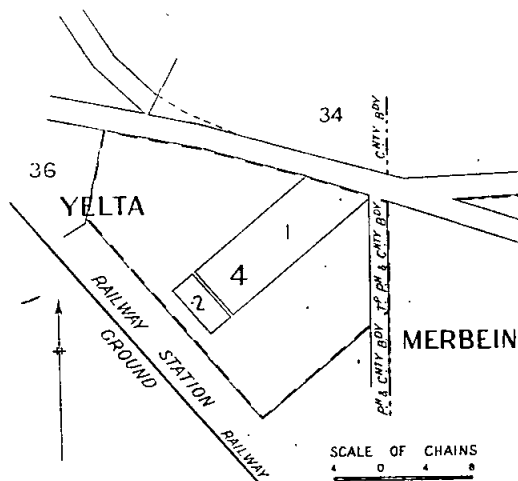 34
CNTY BDY
36
YELTA
1
4
2
PH & CNTY BDY TP PH & CNTY BDY
MERBEIN
RAILWAY STATION
GROUND
RAILWAY
SCALE OF CHAINS
4 0 4 8